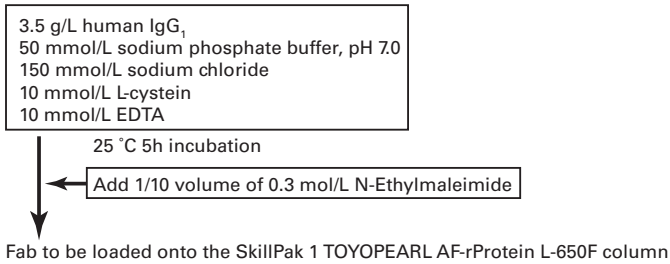 3.5 g/L human IgG₁
50 mmol/L sodium phosphate buffer, pH 7.0
150 mmol/L sodium chloride
10 mmol/L L-cystein
10 mmol/L EDTA
25 ˚C 5h incubation
Add 1/10 volume of 0.3 mol/L N-Ethylmaleimide
Fab to be loaded onto the SkillPak 1 TOYOPEARL AF-rProtein L-650F column